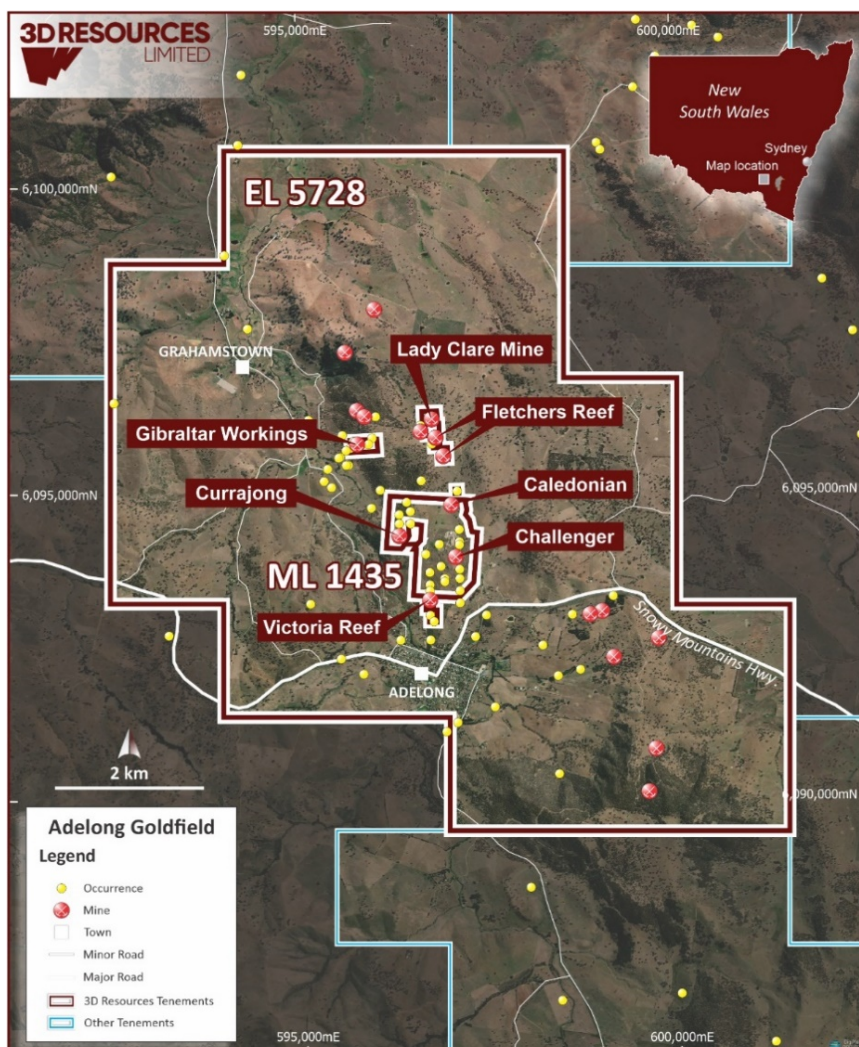 3D RESOURCES
LIMITED
595,000mE
600,000mE
New
South Wales
Sydney
Map location
6,100,000mN
6,100,000mN
EL 5728
GRAHAMSTOWN
Lady Clare Mine
Fletchers Reef
Gibraltar Workings
6,095,000mN
6,095,000mN
Currajong
Caledonian
Challenger
ML 1435
Victoria Reef
Snowy Mountains Hwy.
ADELONG
2 km
6,090,000mN
Adelong Goldfield
Legend
Occurrence
Mine
Town
Minor Road
Major Road
3D Resources Tenements
Other Tenements
595,000mE
600,000mE